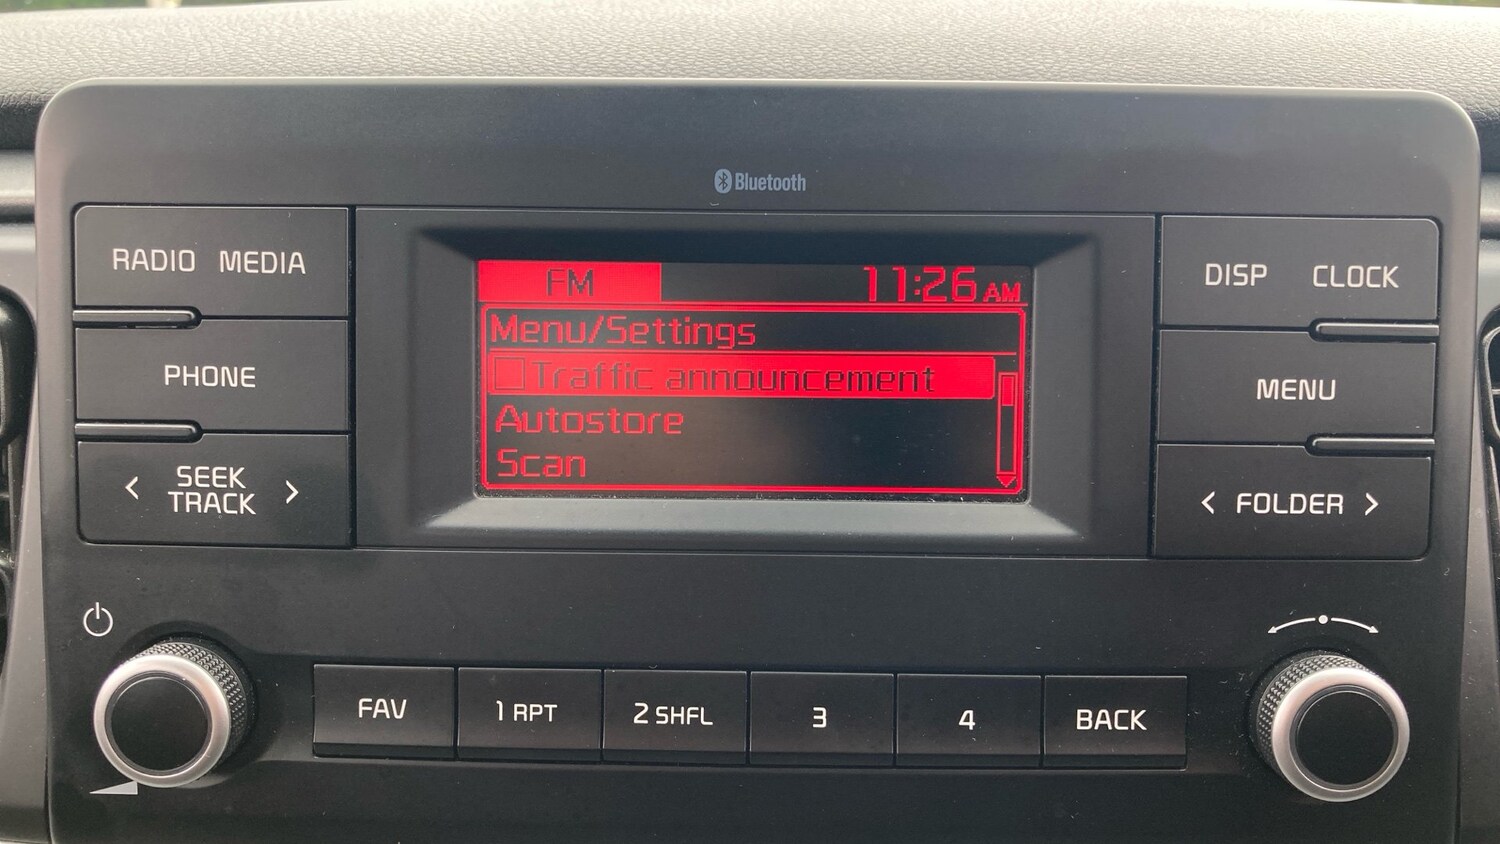 Bluetooth
RADIO MEDIA
PHONE
< SEEK TRACK >
FM 11:26 AM
Menu/Settings
Traffic announcement
Autostore
Scan
DISP CLOCK
MENU
< FOLDER >
FAV 1 RPT 2 SHFL 3 4 BACK